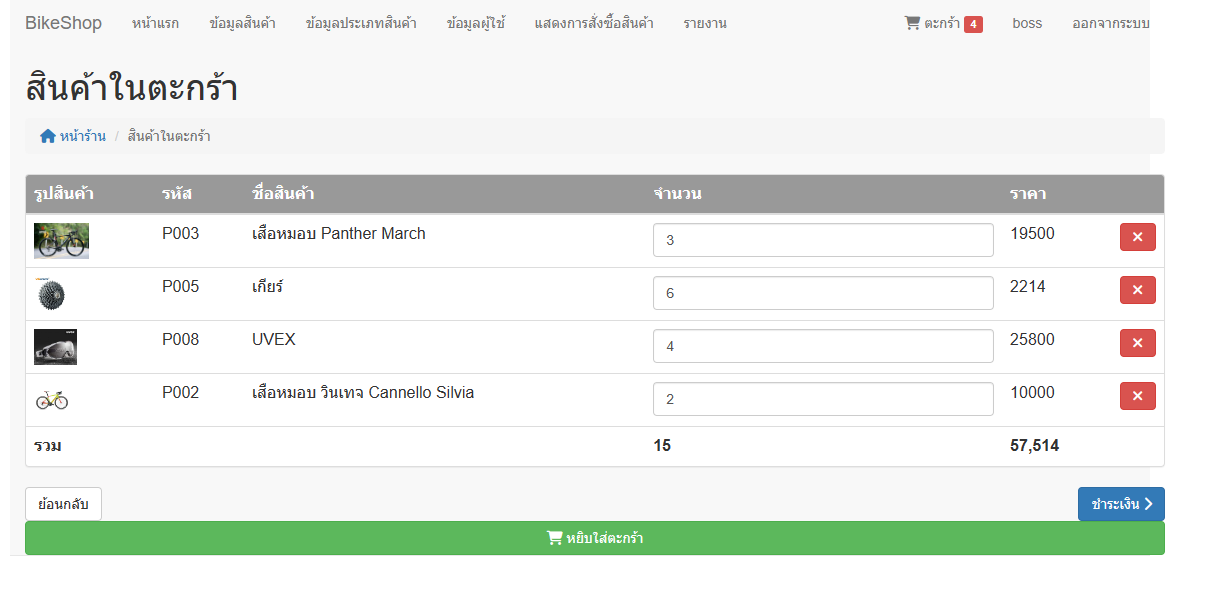 BikeShop หน้าแรก ข้อมูลสินค้า ข้อมูลประเภทสินค้า ข้อมูลผู้ใช้ แสดงการสั่งซื้อสินค้า รายงาน ตะกร้า 4 boss ออกจากระบบ
สินค้าในตะกร้า
หน้าร้าน / สินค้าในตะกร้า
รูปสินค้า รหัส ชื่อสินค้า จำนวน ราคา
P003 เสือหมอบ Panther March 3 19500
P005 เกียร์ 6 2214
P008 UVEX 4 25800
P002 เสือหมอบ วินเทจ Cannello Silvia 2 10000
รวม 15 57,514
ย้อนกลับ ชำระเงิน
หยิบใส่ตะกร้า